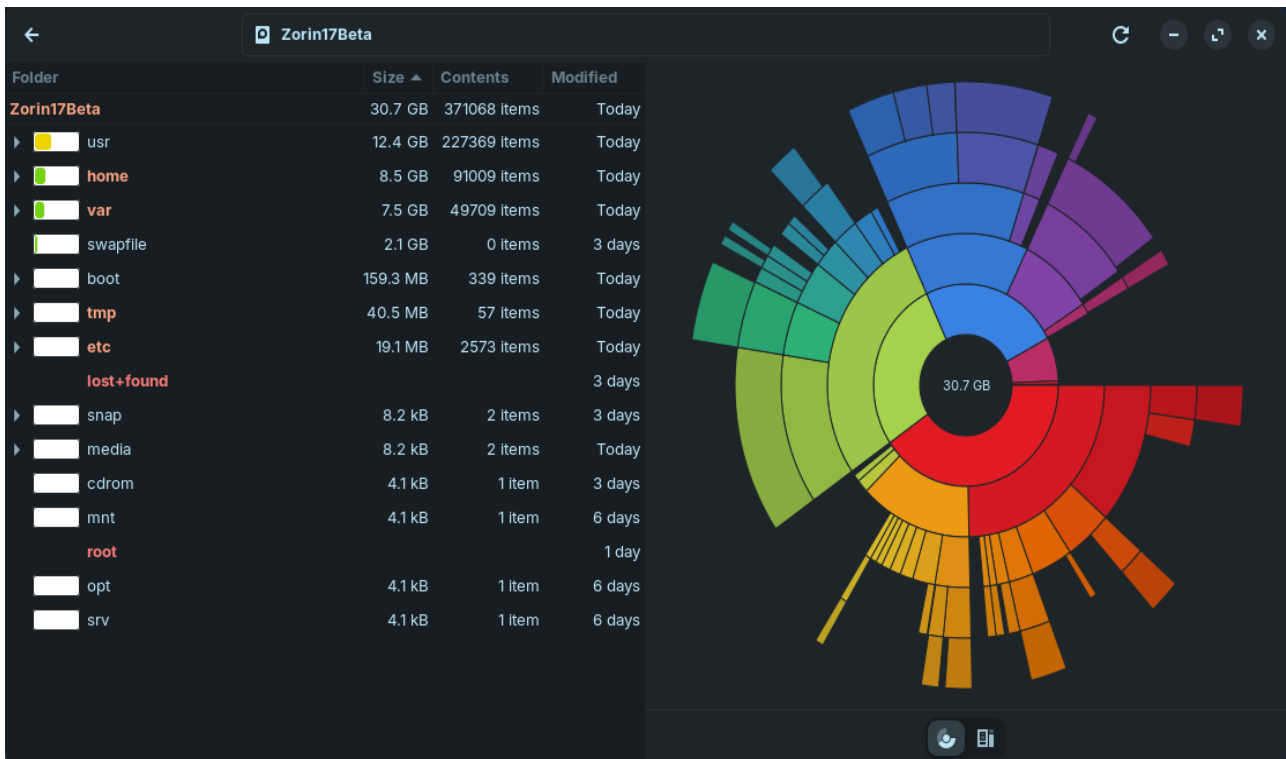 Zorin17Beta
Folder Size Contents Modified
Zorin17Beta 30.7 GB 371068 items Today
usr 12.4 GB 227369 items Today
home 8.5 GB 91009 items Today
var 7.5 GB 49709 items Today
swapfile 2.1 GB 0 items 3 days
boot 159.3 MB 339 items Today
tmp 40.5 MB 57 items Today
etc 19.1 MB 2573 items Today
lost+found 3 days
snap 8.2 kB 2 items 3 days
media 8.2 kB 2 items Today
cdrom 4.1 kB 1 item 3 days
mnt 4.1 kB 1 item 6 days
root 1 day
opt 4.1 kB 1 item 6 days
srv 4.1 kB 1 item 6 days
30.7 GB